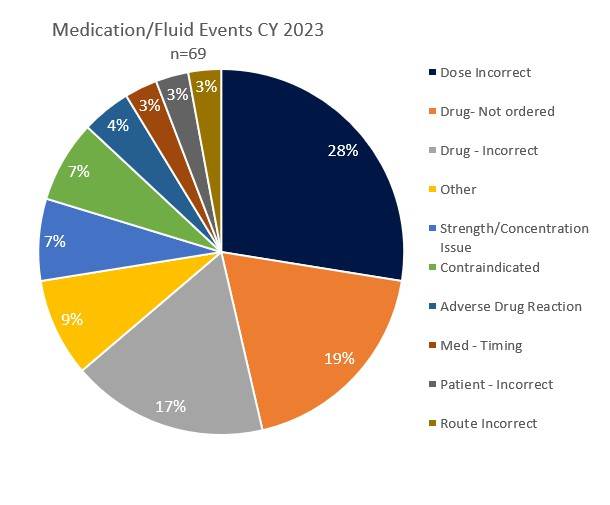 Medication/Fluid Events CY 2023
n=69
28%
19%
17%
9%
7%
7%
4%
3%
3%
3%
Dose Incorrect
Drug- Not ordered
Drug - Incorrect
Other
Strength/Concentration
Issue
Contraindicated
Adverse Drug Reaction
Med - Timing
Patient - Incorrect
Route Incorrect